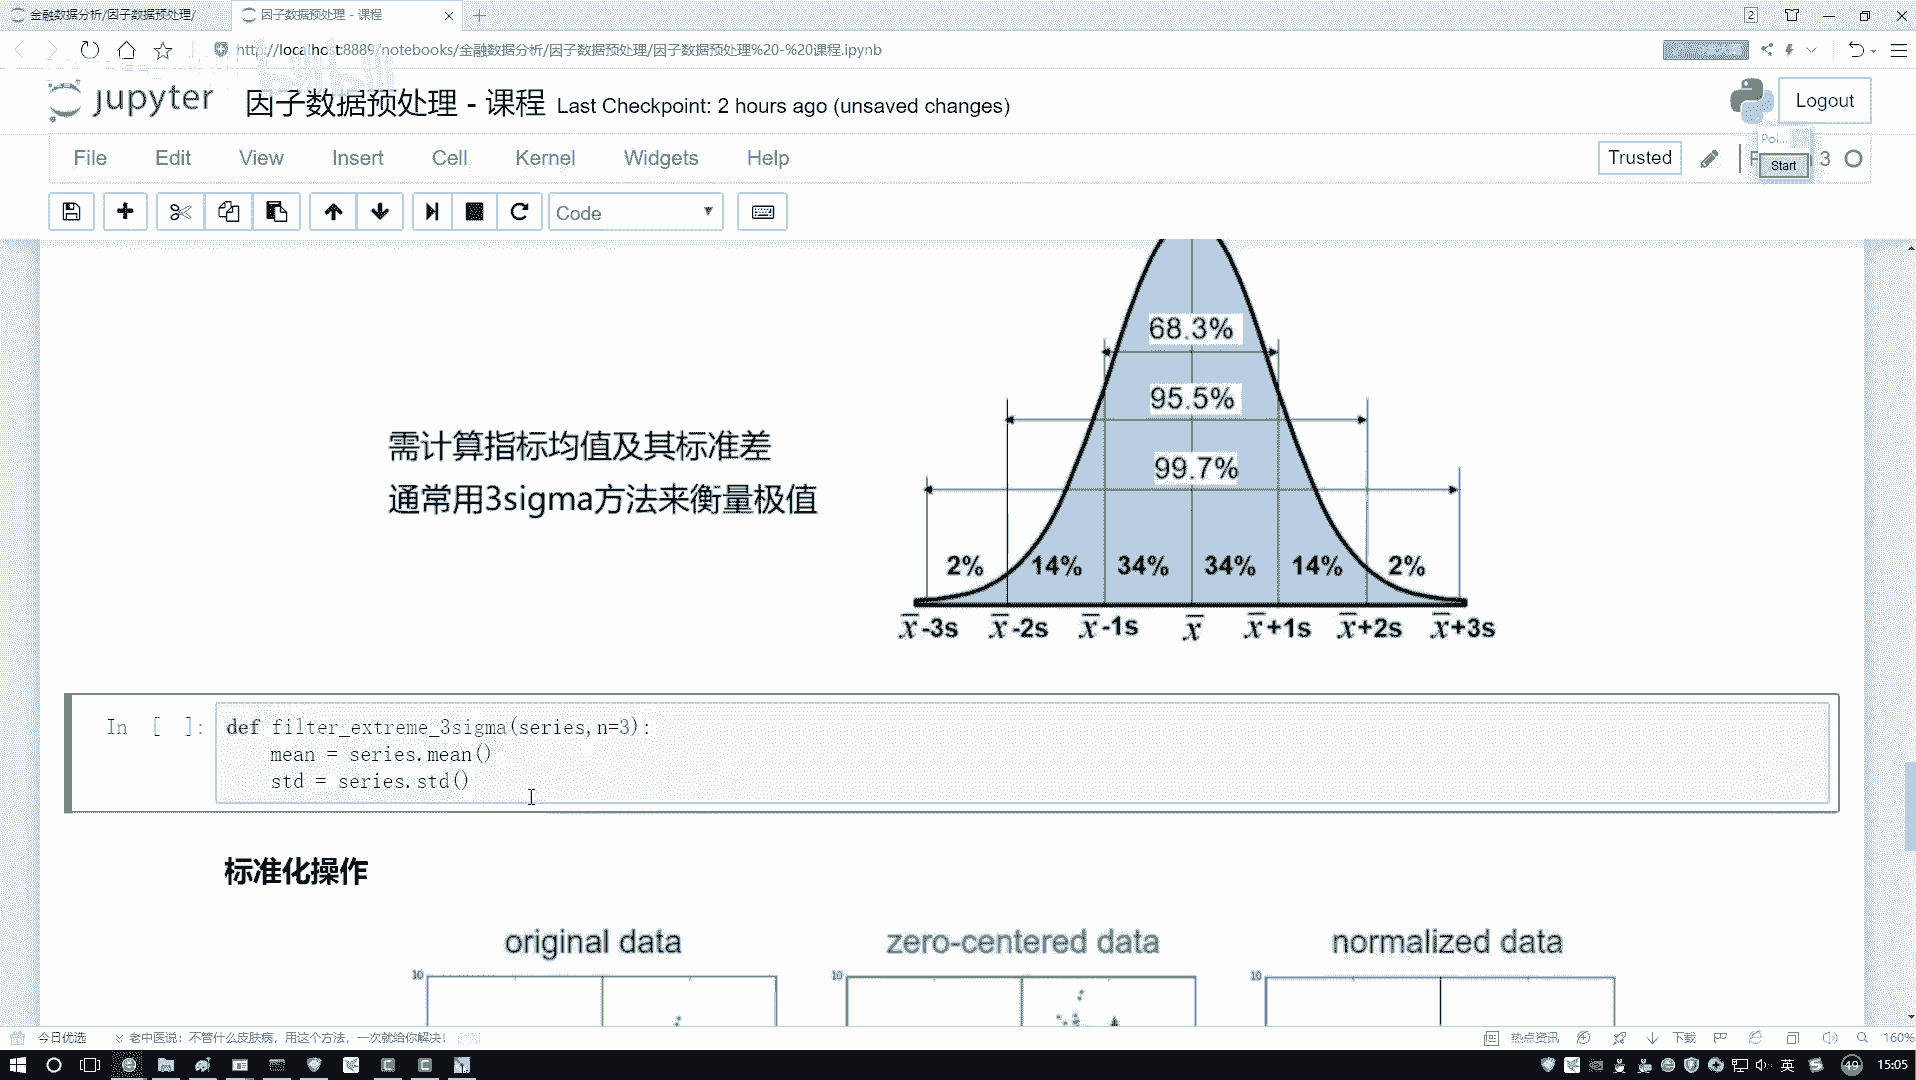 金融数据分析/因子数据预处理/
因子数据预处理 - 课程
2
http://localhost:8889/notebooks/金融数据分析/因子数据预处理/因子数据预处理%20-%20课程.ipynb
jupyter
因子数据预处理 - 课程 Last Checkpoint: 2 hours ago (unsaved changes)
Logout
File Edit View Insert Cell Kernel Widgets Help
Trusted
Poi...
Start
3
Code
68.3%
95.5%
99.7%
需计算指标均值及其标准差
通常用3sigma方法来衡量极值
2% 14% 34% 34% 14% 2%
x̅-3s x̅-2s x̅-1s x̅ x̅+1s x̅+2s x̅+3s
In [ ]:
def filter_extreme_3sigma(series,n=3):
mean = series.mean()
std = series.std()
标准化操作
original data zero-centered data normalized data
10 10 10
今日优选
老中医说：不管什么皮肤病，用这个方法，一次就给你解决！
热点资讯
下载
160%
英
49
15:05